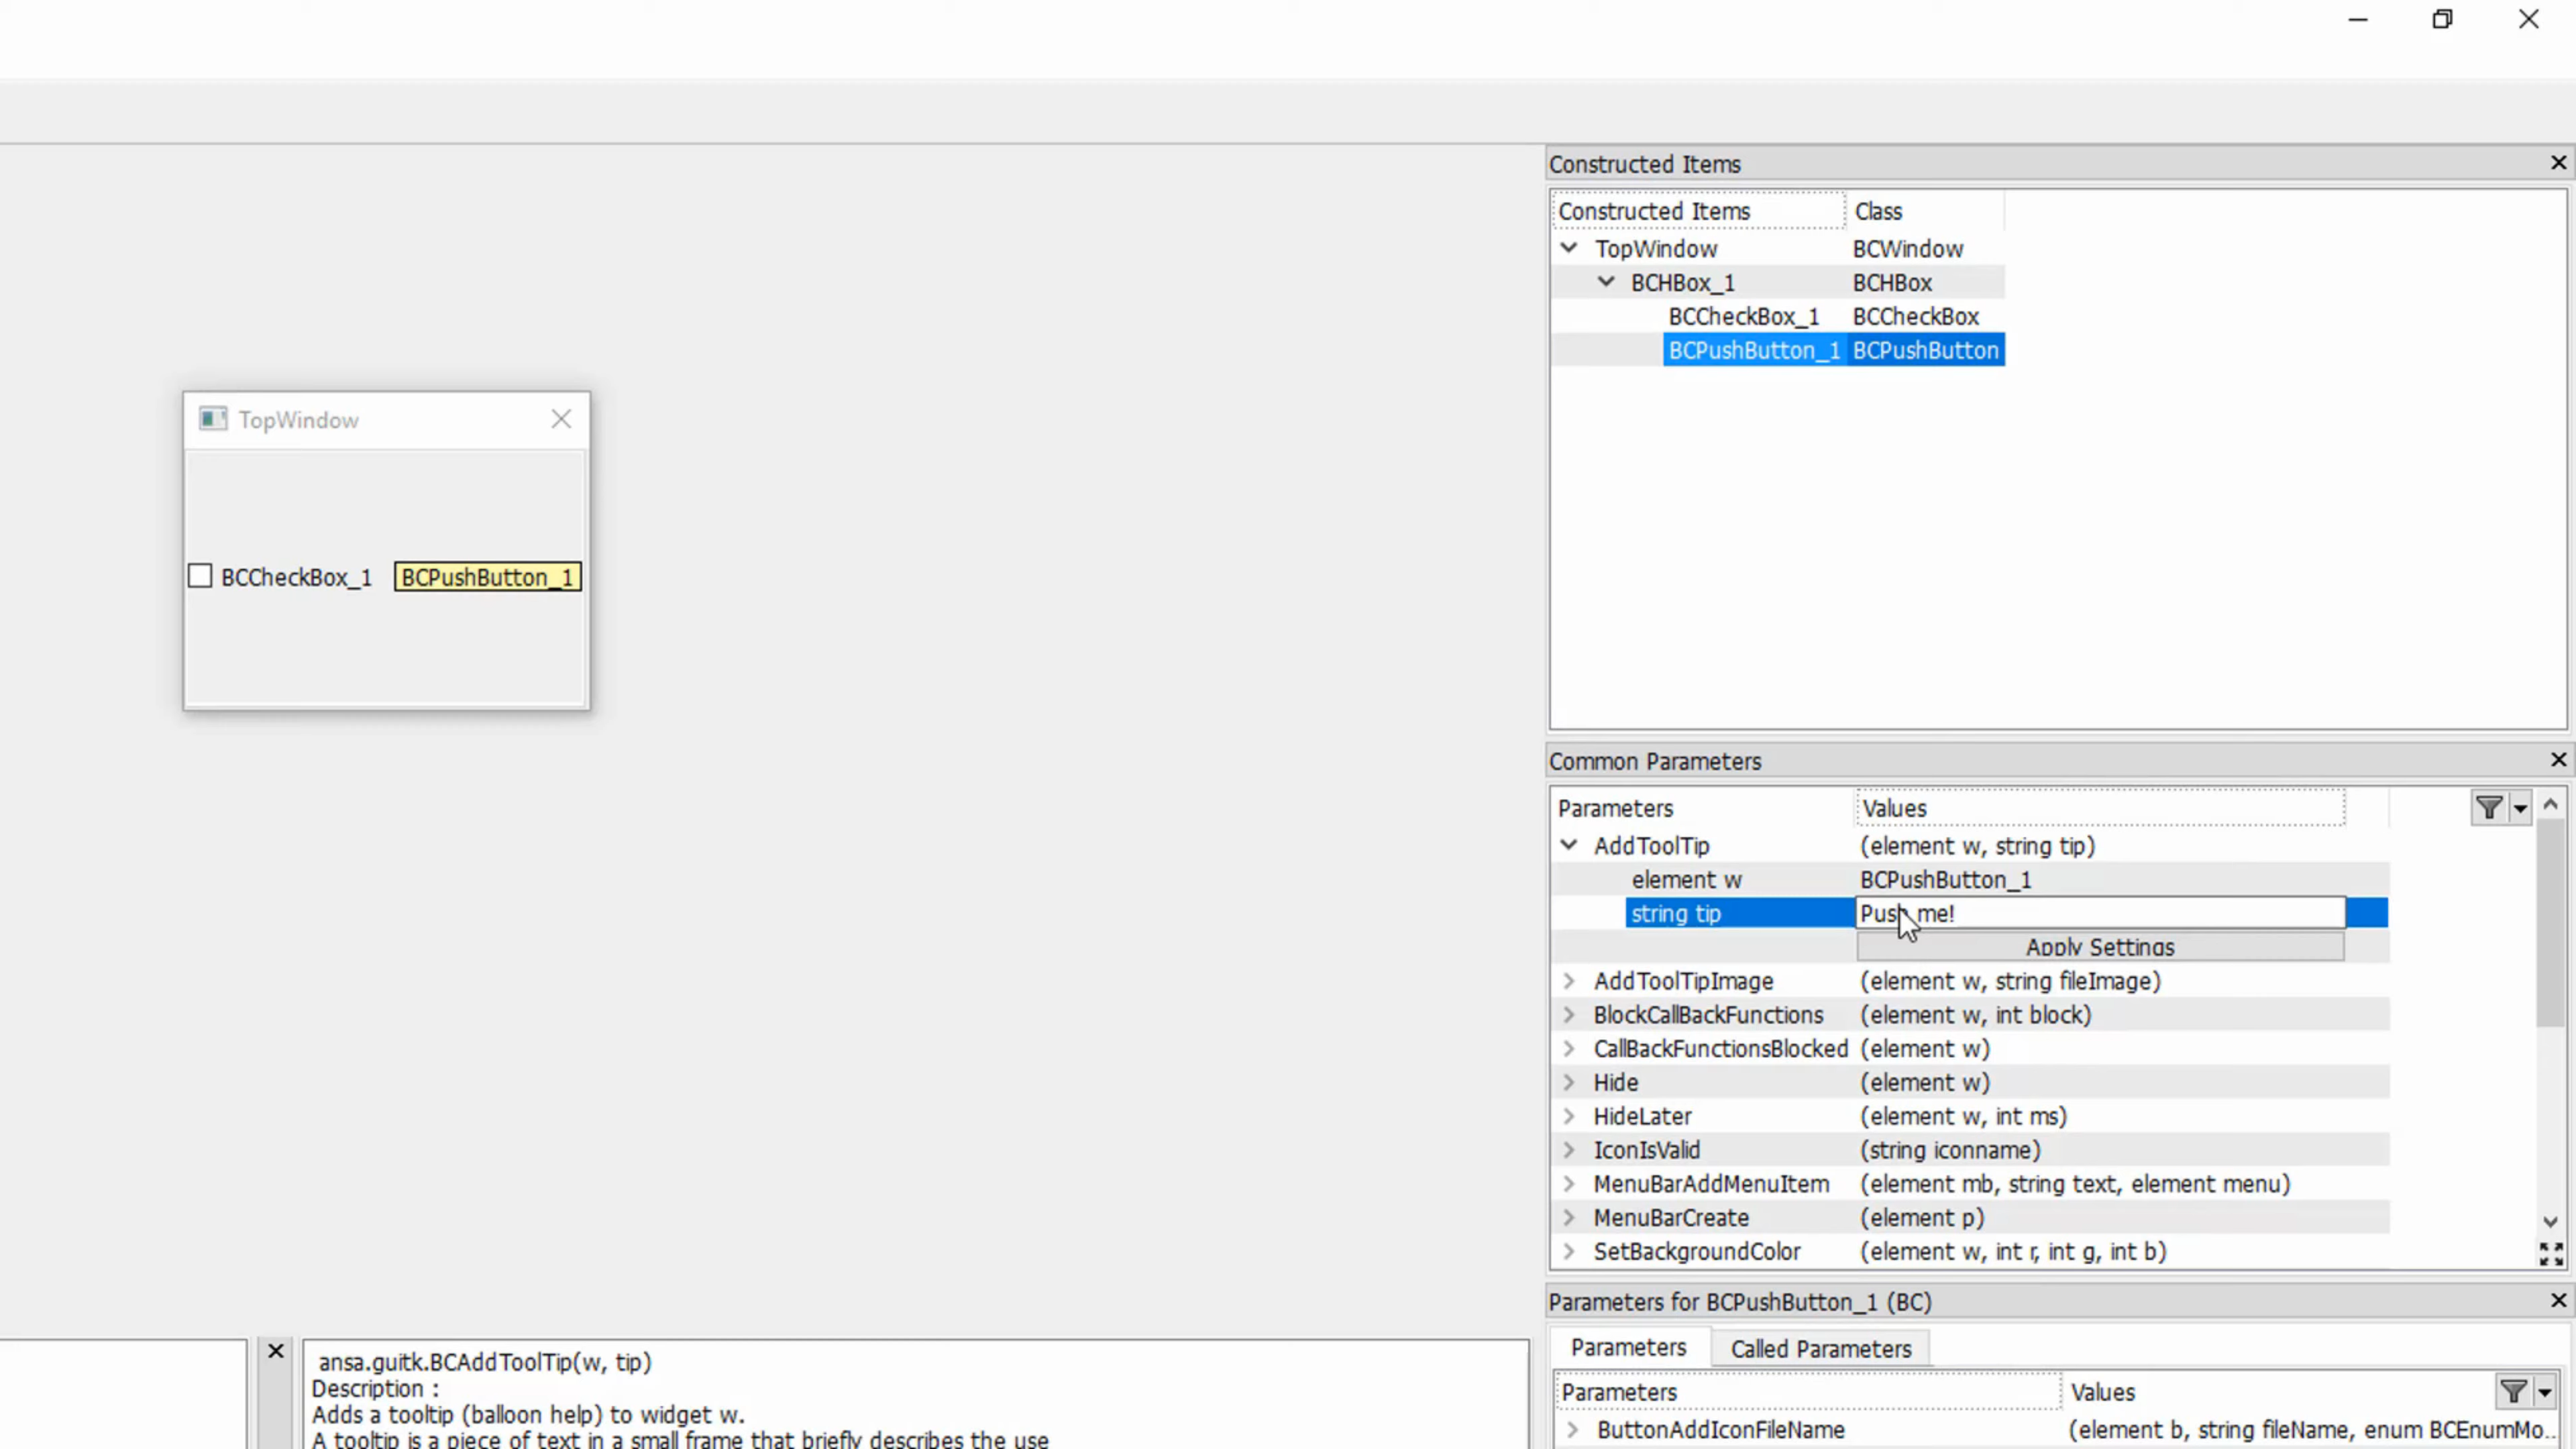 Constructed Items
Constructed Items Class
TopWindow BCWindow
BCHBox_1 BCHBox
BCCheckBox_1 BCCheckBox
BCPushButton_1 BCPushButton
TopWindow
BCCheckBox_1 BCPushButton_1
Common Parameters
Parameters Values
AddToolTip (element w, string tip)
element w BCPushButton_1
string tip Push me!
Apply Settings
AddToolTipImage (element w, string fileImage)
BlockCallBackFunctions (element w, int block)
CallBackFunctionsBlocked (element w)
Hide (element w)
HideLater (element w, int ms)
IconIsValid (string iconname)
MenuBarAddMenuItem (element mb, string text, element menu)
MenuBarCreate (element p)
SetBackgroundColor (element w, int r, int g, int b)
Parameters for BCPushButton_1 (BC)
Parameters Called Parameters
Parameters Values
ButtonAddIconFileName (element b, string fileName, enum BCEnumMo...
ansa.guitk.BCAddToolTip(w, tip)
Description :
Adds a tooltip (balloon help) to widget w.
A tooltip is a piece of text in a small frame that briefly describes the use